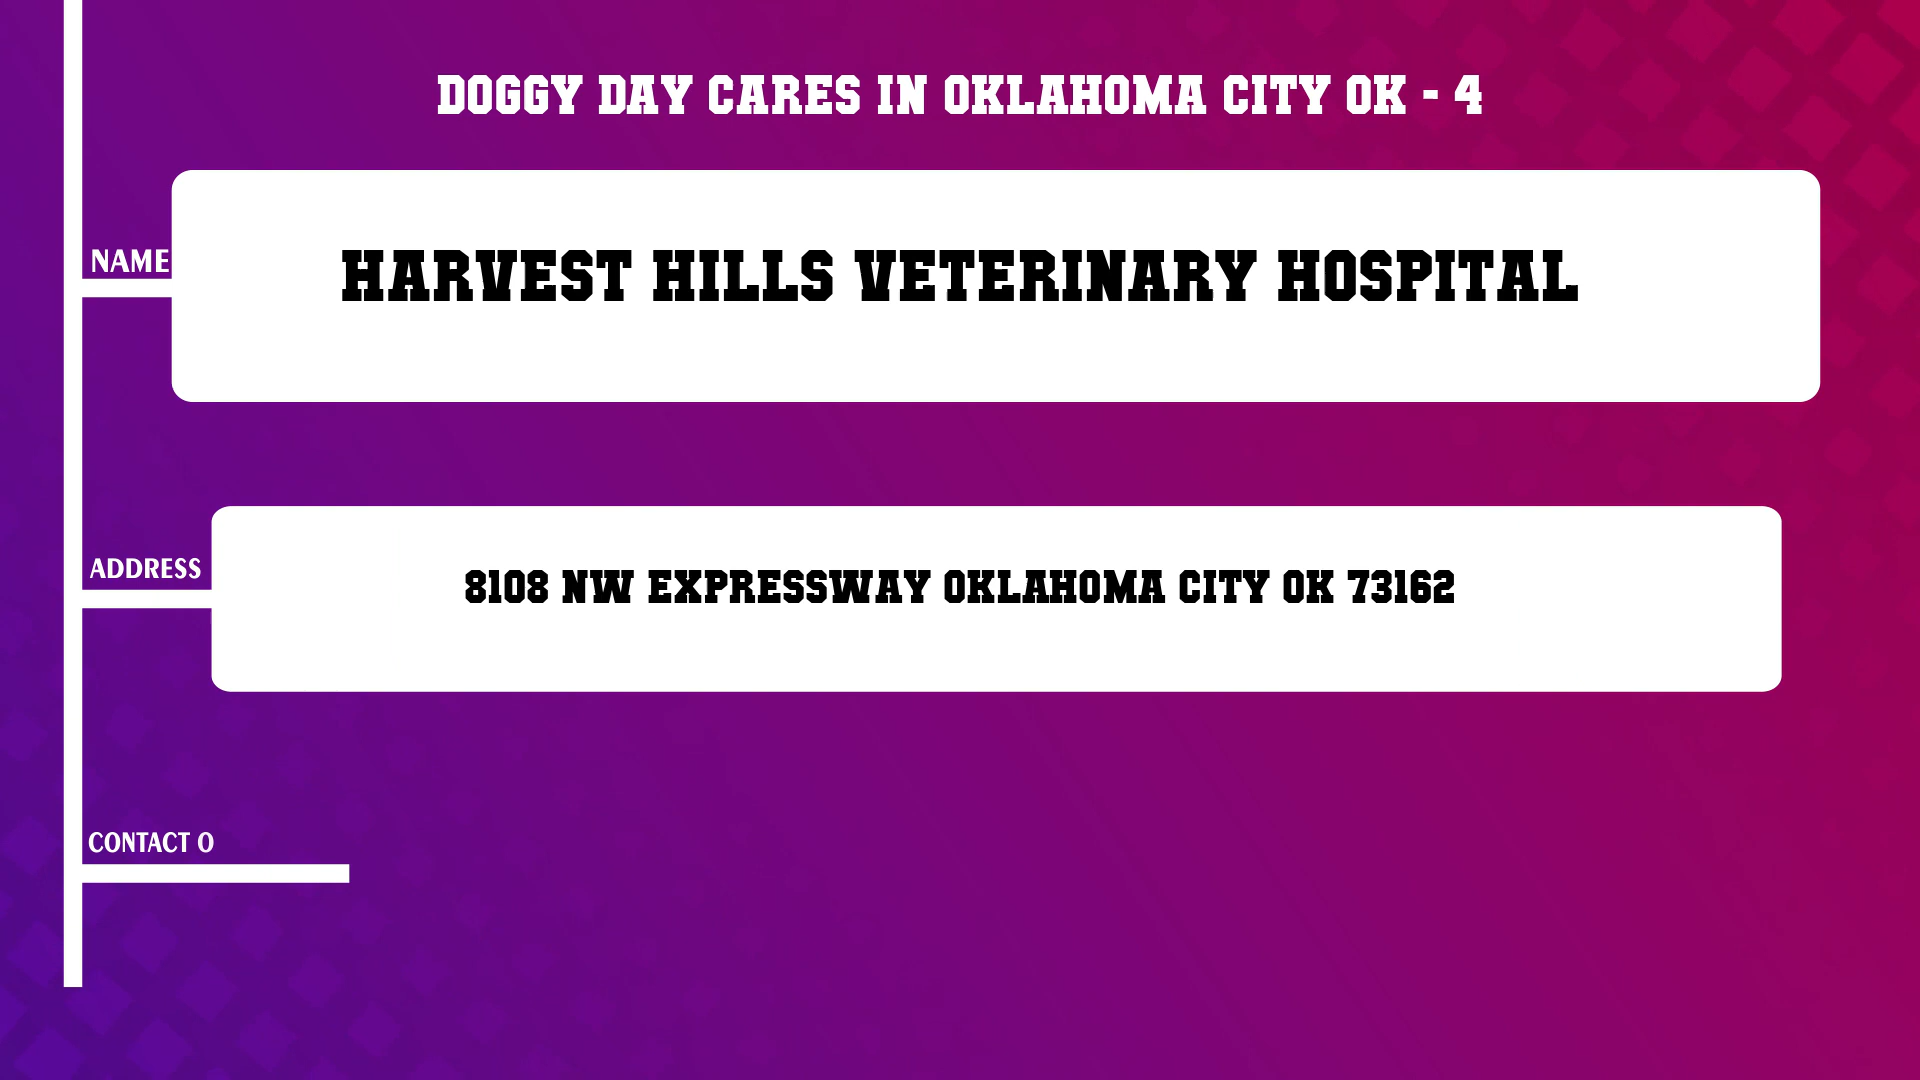 DOGGY DAY CARES IN OKLAHOMA CITY OK - 4
NAME
HARVEST HILLS VETERINARY HOSPITAL
ADDRESS
8108 NW EXPRESSWAY OKLAHOMA CITY OK 73162
CONTACT O